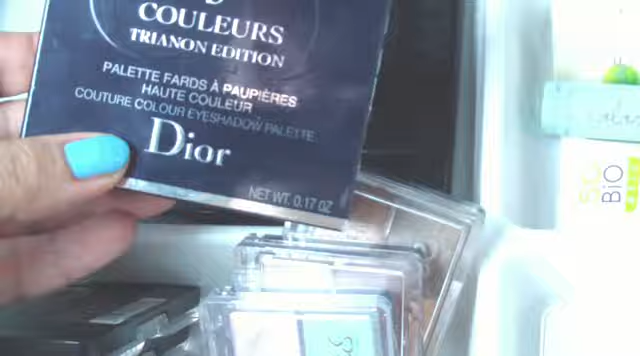 COULEURS
TRIANON EDITION
PALETTE FARDS À PAUPIÈRES
HAUTE COULEUR
COUTURE COLOUR EYESHADOW PALETTE
Dior
NET WT. 0.17 OZ
BiO